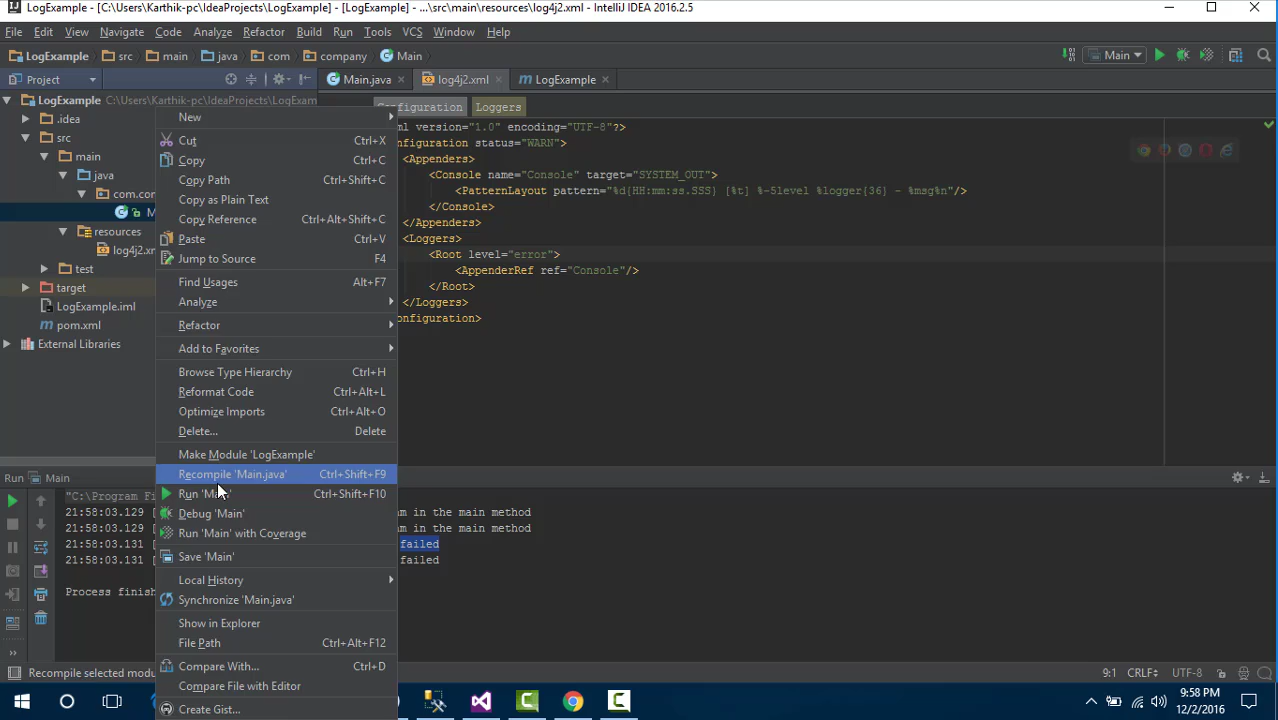 LogExample - [C:\Users\Karthik-pc\IdeaProjects\LogExample] - [LogExample] - ...\src\main\resources\log4j2.xml - IntelliJ IDEA 2016.2.5
File Edit View Navigate Code Analyze Refactor Build Run Tools VCS Window Help
LogExample src main java com company Main
Main
Project
Main.java
log4j2.xml
LogExample
LogExample C:\Users\Karthik-pc\IdeaProjects\LogExam
.idea
src
main
java
com.cor
M
resources
log4j2.xm
test
target
LogExample.iml
pom.xml
External Libraries
New
Cut Ctrl+X
Copy Ctrl+C
Copy Path Ctrl+Shift+C
Copy as Plain Text
Copy Reference Ctrl+Alt+Shift+C
Paste Ctrl+V
Jump to Source F4
Find Usages Alt+F7
Analyze
Refactor
Add to Favorites
Browse Type Hierarchy Ctrl+H
Reformat Code Ctrl+Alt+L
Optimize Imports Ctrl+Alt+O
Delete... Delete
Make Module 'LogExample'
Recompile 'Main.java' Ctrl+Shift+F9
Run 'Main' Ctrl+Shift+F10
Debug 'Main'
Run 'Main' with Coverage
Save 'Main'
Local History
Synchronize 'Main.java'
Show in Explorer
File Path Ctrl+Alt+F12
Compare With... Ctrl+D
Compare File with Editor
Create Gist...
Configuration Loggers
ml version="1.0" encoding="UTF-8"?>
onfiguration status="WARN">
<Appenders>
<Console name="Console" target="SYSTEM_OUT">
<PatternLayout pattern="%d{HH:mm:ss.SSS} [%t] %-5level %logger{36} - %msg%n"/>
</Console>
</Appenders>
<Loggers>
<Root level="error">
<AppenderRef ref="Console"/>
</Root>
</Loggers>
onfiguration>
Run Main
"C:\Program Fi
21:58:03.129 [ am in the main method
21:58:03.129 [ am in the main method
21:58:03.131 [ failed
21:58:03.131 [ failed
Process finish
Recompile selected modu
9:1 CRLF UTF-8
9:58 PM
12/2/2016